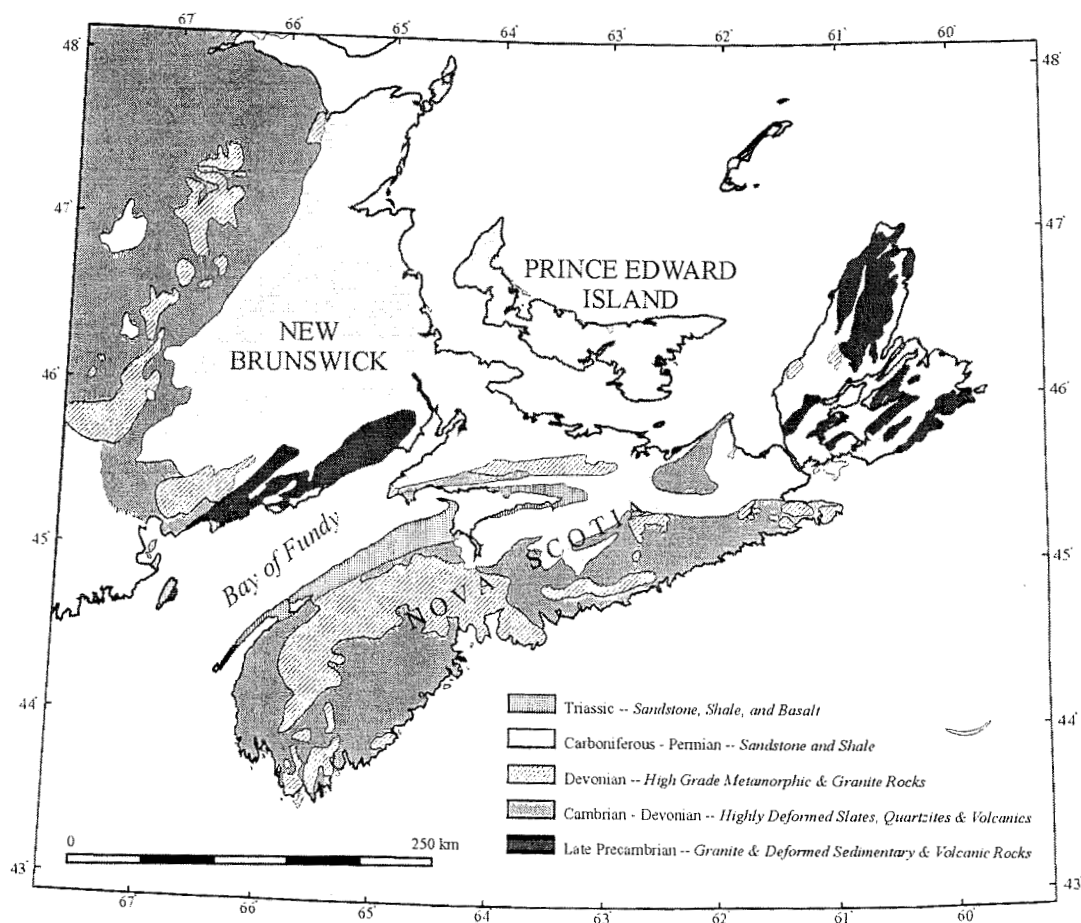 67° 66° 65° 64° 63° 62° 61° 60°
48° 48°
47° 47°
PRINCE EDWARD
ISLAND
NEW
BRUNSWICK
46° 46°
Bay of Fundy
NOVA SCOTIA
45° 45°
44° 44°
Triassic -- Sandstone, Shale, and Basalt
Carboniferous - Permian -- Sandstone and Shale
Devonian -- High Grade Metamorphic & Granite Rocks
Cambrian - Devonian -- Highly Deformed Slates, Quartzites & Volcanics
Late Precambrian -- Granite & Deformed Sedimentary & Volcanic Rocks
0 250 km
43° 43°
67° 66° 65° 64° 63° 62° 61° 60°